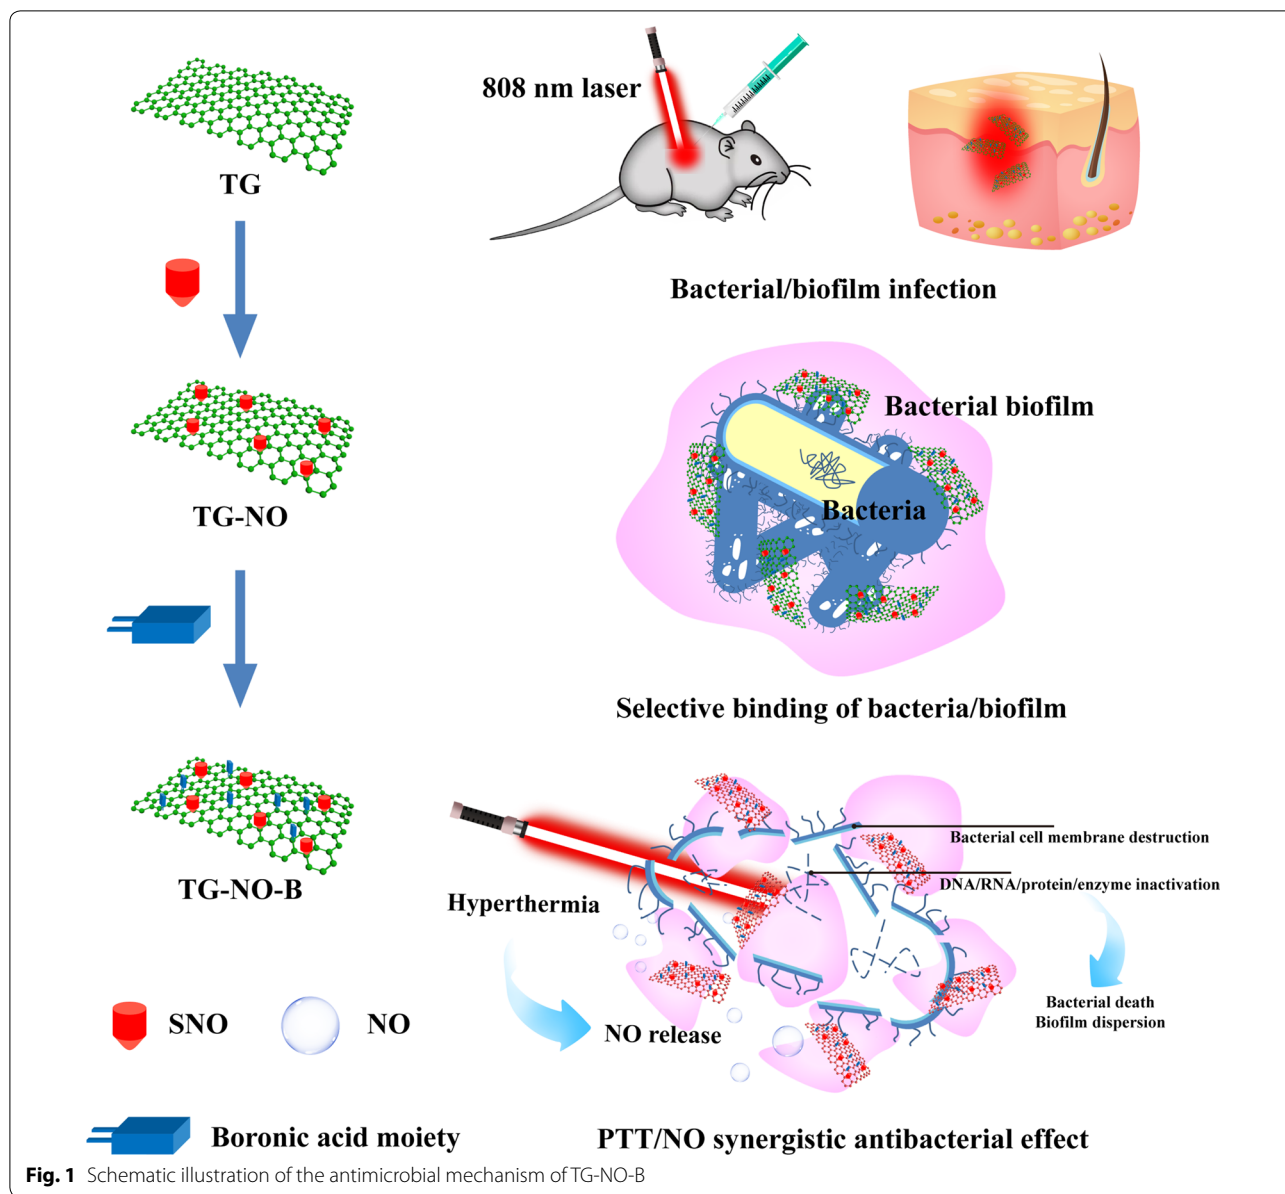 TG
TG-NO
TG-NO-B
SNO
NO
Boronic acid moiety
808 nm laser
Bacterial/biofilm infection
Bacterial biofilm
Bacteria
Selective binding of bacteria/biofilm
Bacterial cell membrane destruction
DNA/RNA/protein/enzyme inactivation
Hyperthermia
NO release
Bacterial death
Biofilm dispersion
PTT/NO synergistic antibacterial effect
Fig. 1 Schematic illustration of the antimicrobial mechanism of TG-NO-B